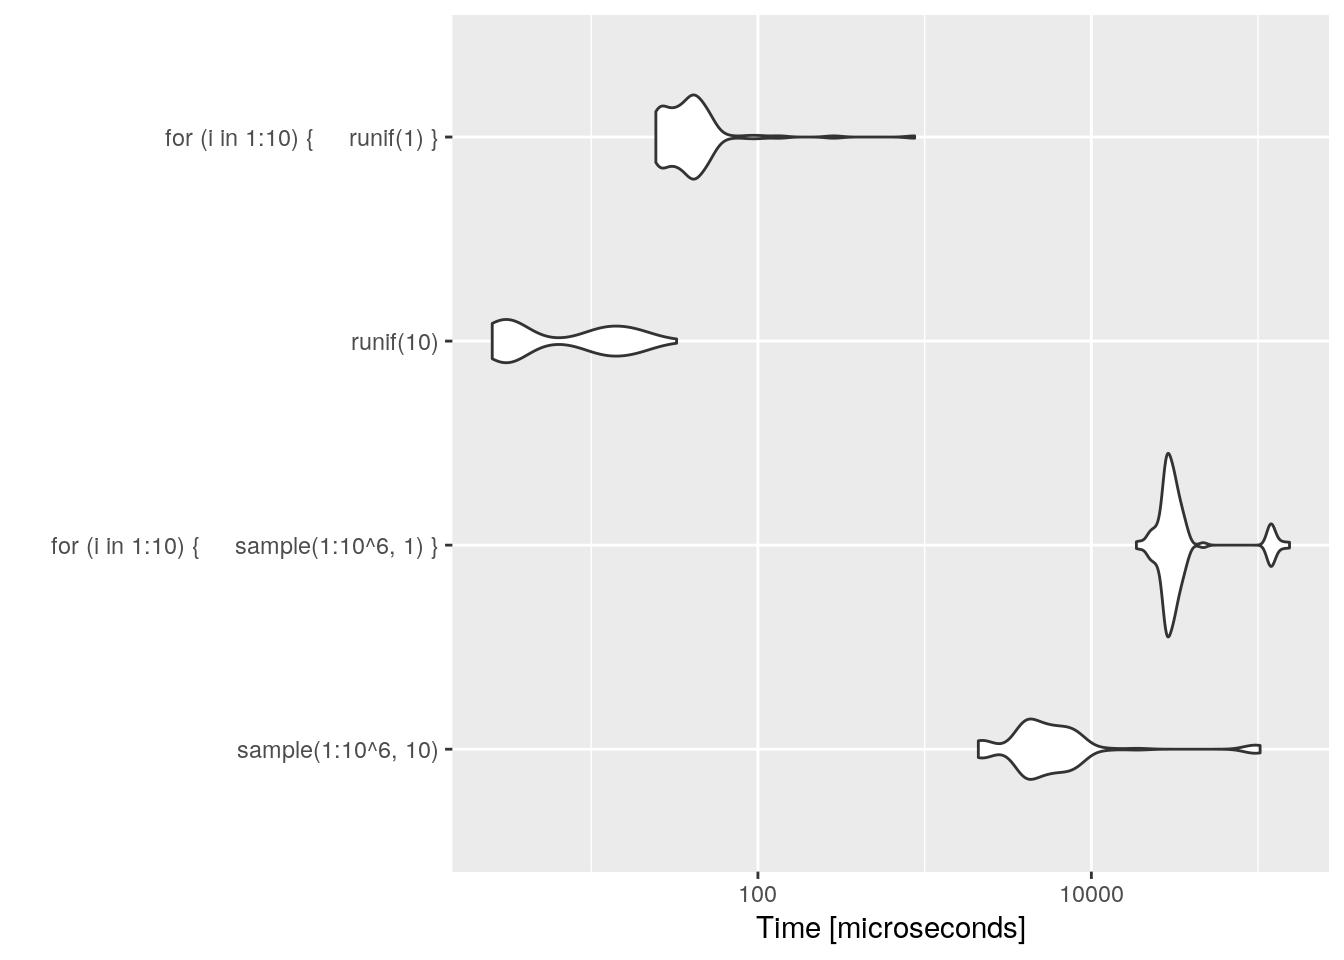 for (i in 1:10) {     runif(1) }
runif(10)
for (i in 1:10) {     sample(1:10^6, 1) }
sample(1:10^6, 10)
100
10000
Time [microseconds]